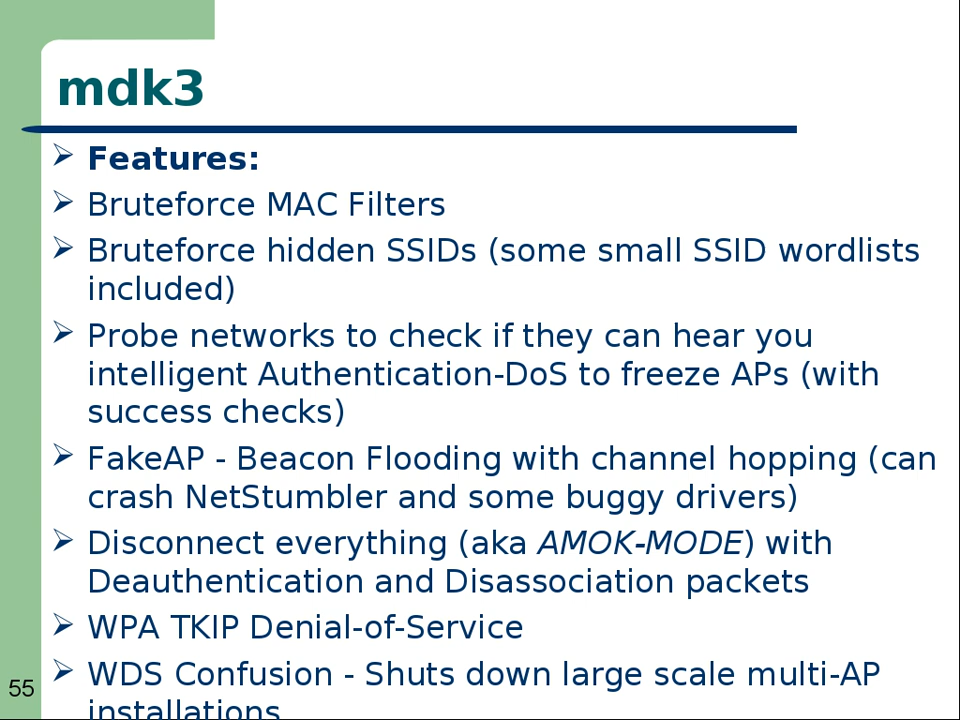 mdk3
Features:
Bruteforce MAC Filters
Bruteforce hidden SSIDs (some small SSID wordlists
included)
Probe networks to check if they can hear you
intelligent Authentication-DoS to freeze APs (with
success checks)
FakeAP - Beacon Flooding with channel hopping (can
crash NetStumbler and some buggy drivers)
Disconnect everything (aka AMOK-MODE) with
Deauthentication and Disassociation packets
WPA TKIP Denial-of-Service
WDS Confusion - Shuts down large scale multi-AP
installations
55